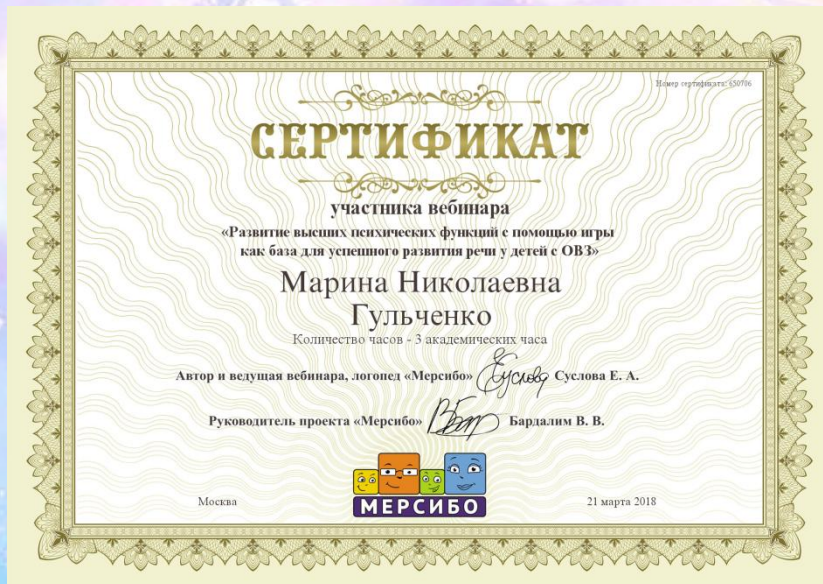 Номер сертификата: 650706
СЕРТИФИКАТ
участника вебинара
«Развитие высших психических функций с помощью игры
как база для успешного развития речи у детей с ОВЗ»
Марина Николаевна
Гульченко
Количество часов - 3 академических часа
Автор и ведущая вебинара, логопед «Мерсибо» Суслова Е. А.
Руководитель проекта «Мерсибо» Бардалим В. В.
Москва
МЕРСИБО
21 марта 2018